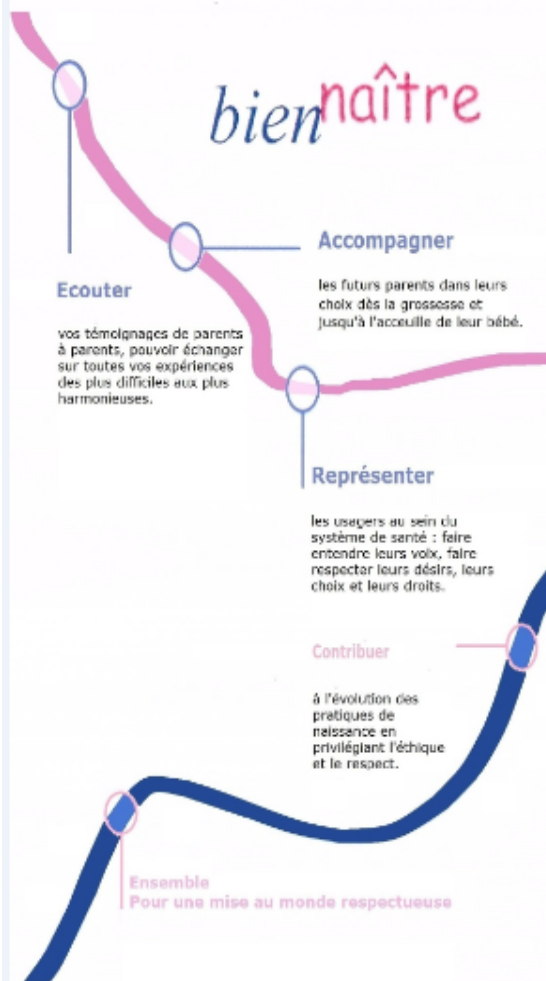 bien naître
Accompagner
les futurs parents dans leurs
choix dès la grossesse et
jusqu'à l'acceuille de leur bébé.
Ecouter
vos témoignages de parents
à parents, pouvoir échanger
sur toutes vos expériences
des plus difficiles aux plus
harmonieuses.
Représenter
les usagers au sein du
système de santé : faire
entendre leurs voix, faire
respecter leurs désirs, leurs
choix et leurs droits.
Contribuer
à l'évolution des
pratiques de
naissance en
privilégiant l'éthique
et le respect.
Ensemble
Pour une mise au monde respectueuse